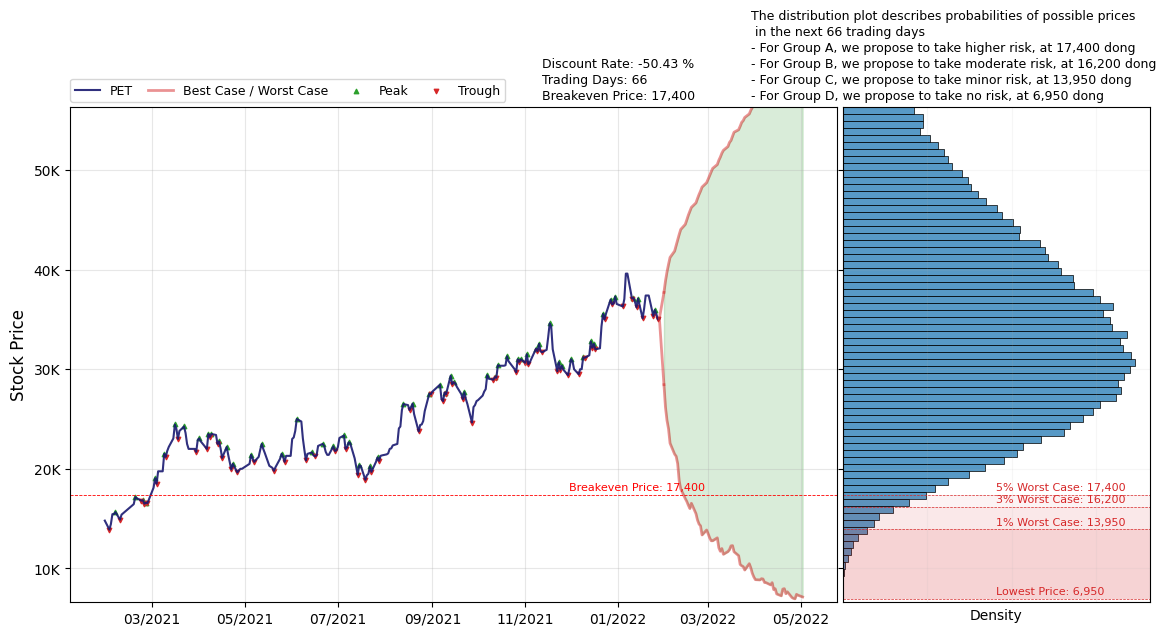 The distribution plot describes probabilities of possible prices
in the next 66 trading days
- For Group A, we propose to take higher risk, at 17,400 dong
- For Group B, we propose to take moderate risk, at 16,200 dong
- For Group C, we propose to take minor risk, at 13,950 dong
- For Group D, we propose to take no risk, at 6,950 dong
Discount Rate: -50.43 %
Trading Days: 66
Breakeven Price: 17,400
PET
Best Case / Worst Case
Peak
Trough
Stock Price
50K
40K
30K
20K
10K
Breakeven Price: 17,400
03/2021
05/2021
07/2021
09/2021
11/2021
01/2022
03/2022
05/2022
5% Worst Case: 17,400
3% Worst Case: 16,200
1% Worst Case: 13,950
Lowest Price: 6,950
Density